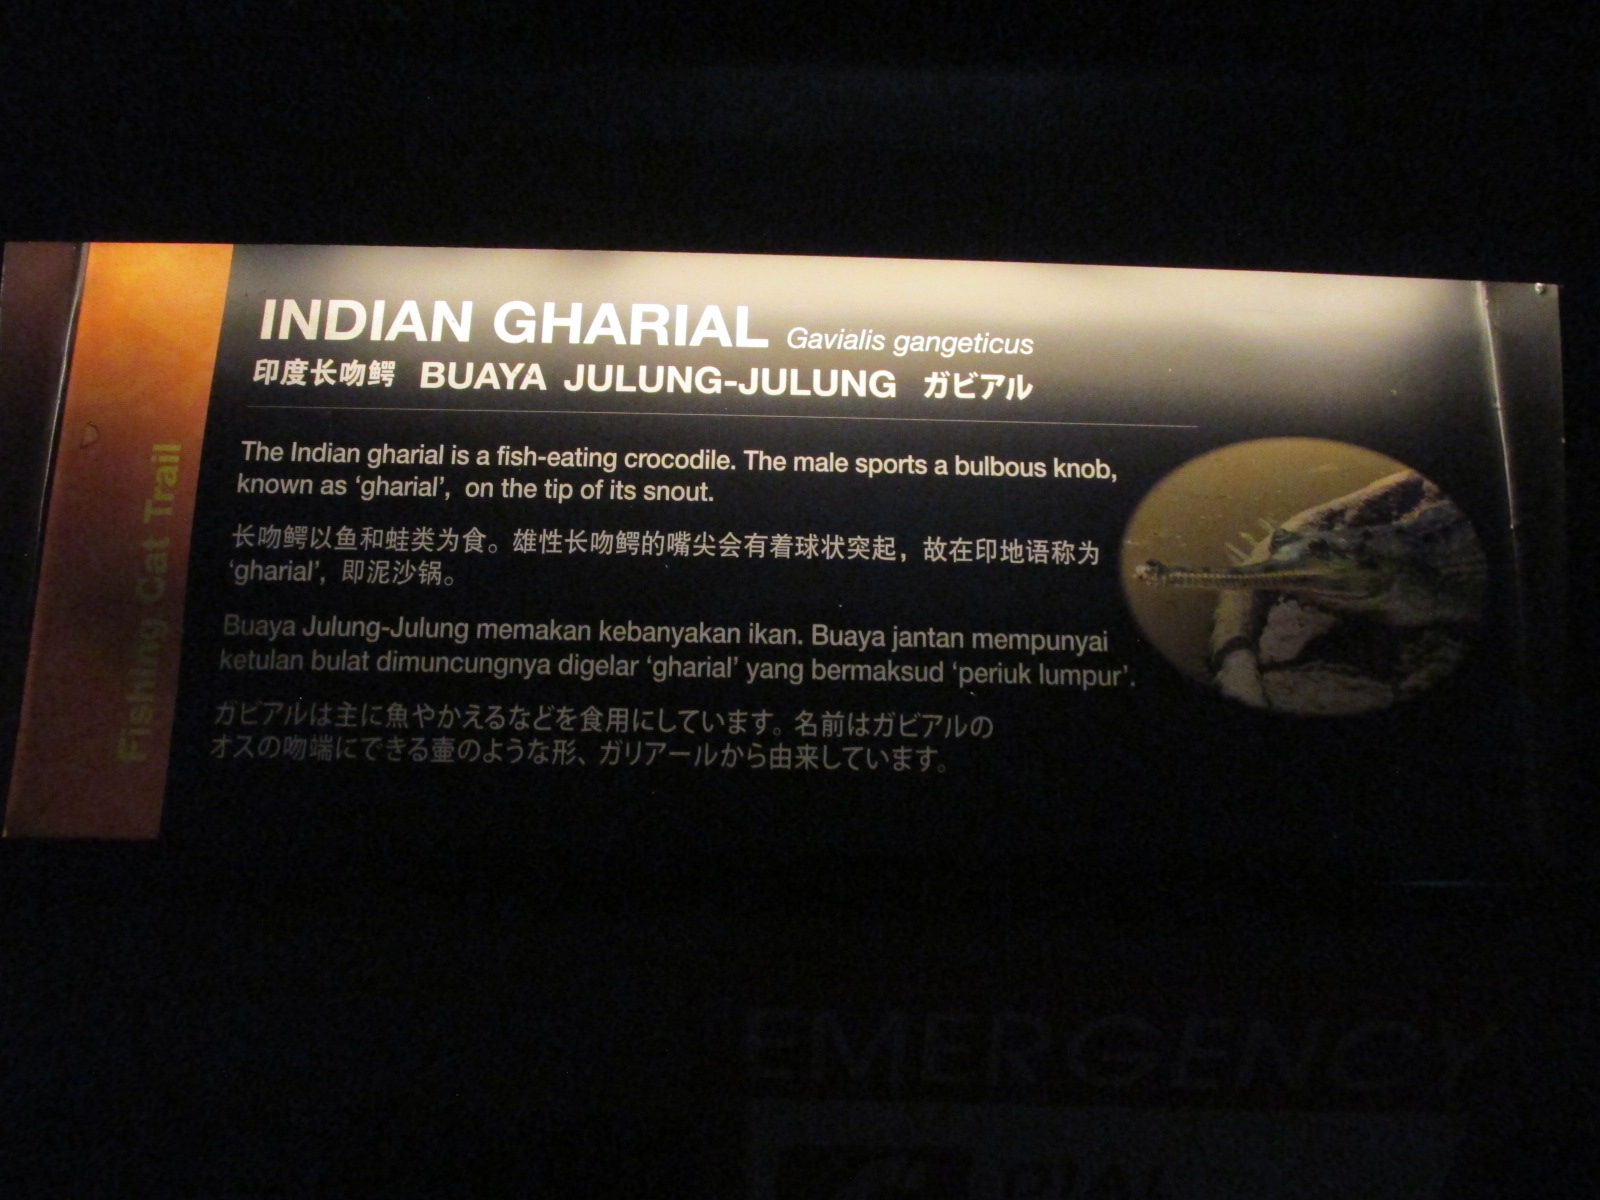 INDIAN GHARIAL Gavialis gangeticus
印度长吻鳄 BUAYA JULUNG-JULUNG ガビアル
The Indian gharial is a fish-eating crocodile. The male sports a bulbous knob,
known as ‘gharial’, on the tip of its snout.
长吻鳄以鱼和蛙类为食。雄性长吻鳄的嘴尖会有着球状突起，故在印地语称为
‘gharial’，即泥沙锅。
Buaya Julung-Julung memakan kebanyakan ikan. Buaya jantan mempunyai
ketulan bulat dimuncungnya digelar ‘gharial’ yang bermaksud ‘periuk lumpur’.
ガビアルは主に魚やかえるなどを食用にしています。名前はガビアルの
オスの吻端にできる壷のような形、ガリアールから由来しています。
Fishing Cat Trail
EMERGENCY